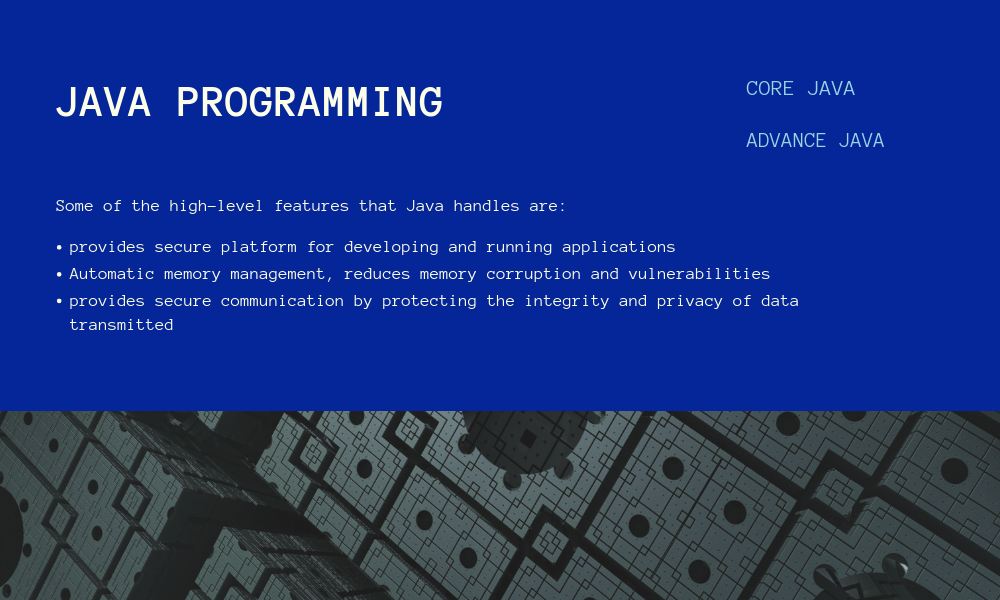 JAVA PROGRAMMING
CORE JAVA
ADVANCE JAVA
Some of the high-level features that Java handles are:
• provides secure platform for developing and running applications
• Automatic memory management, reduces memory corruption and vulnerabilities
• provides secure communication by protecting the integrity and privacy of data
transmitted